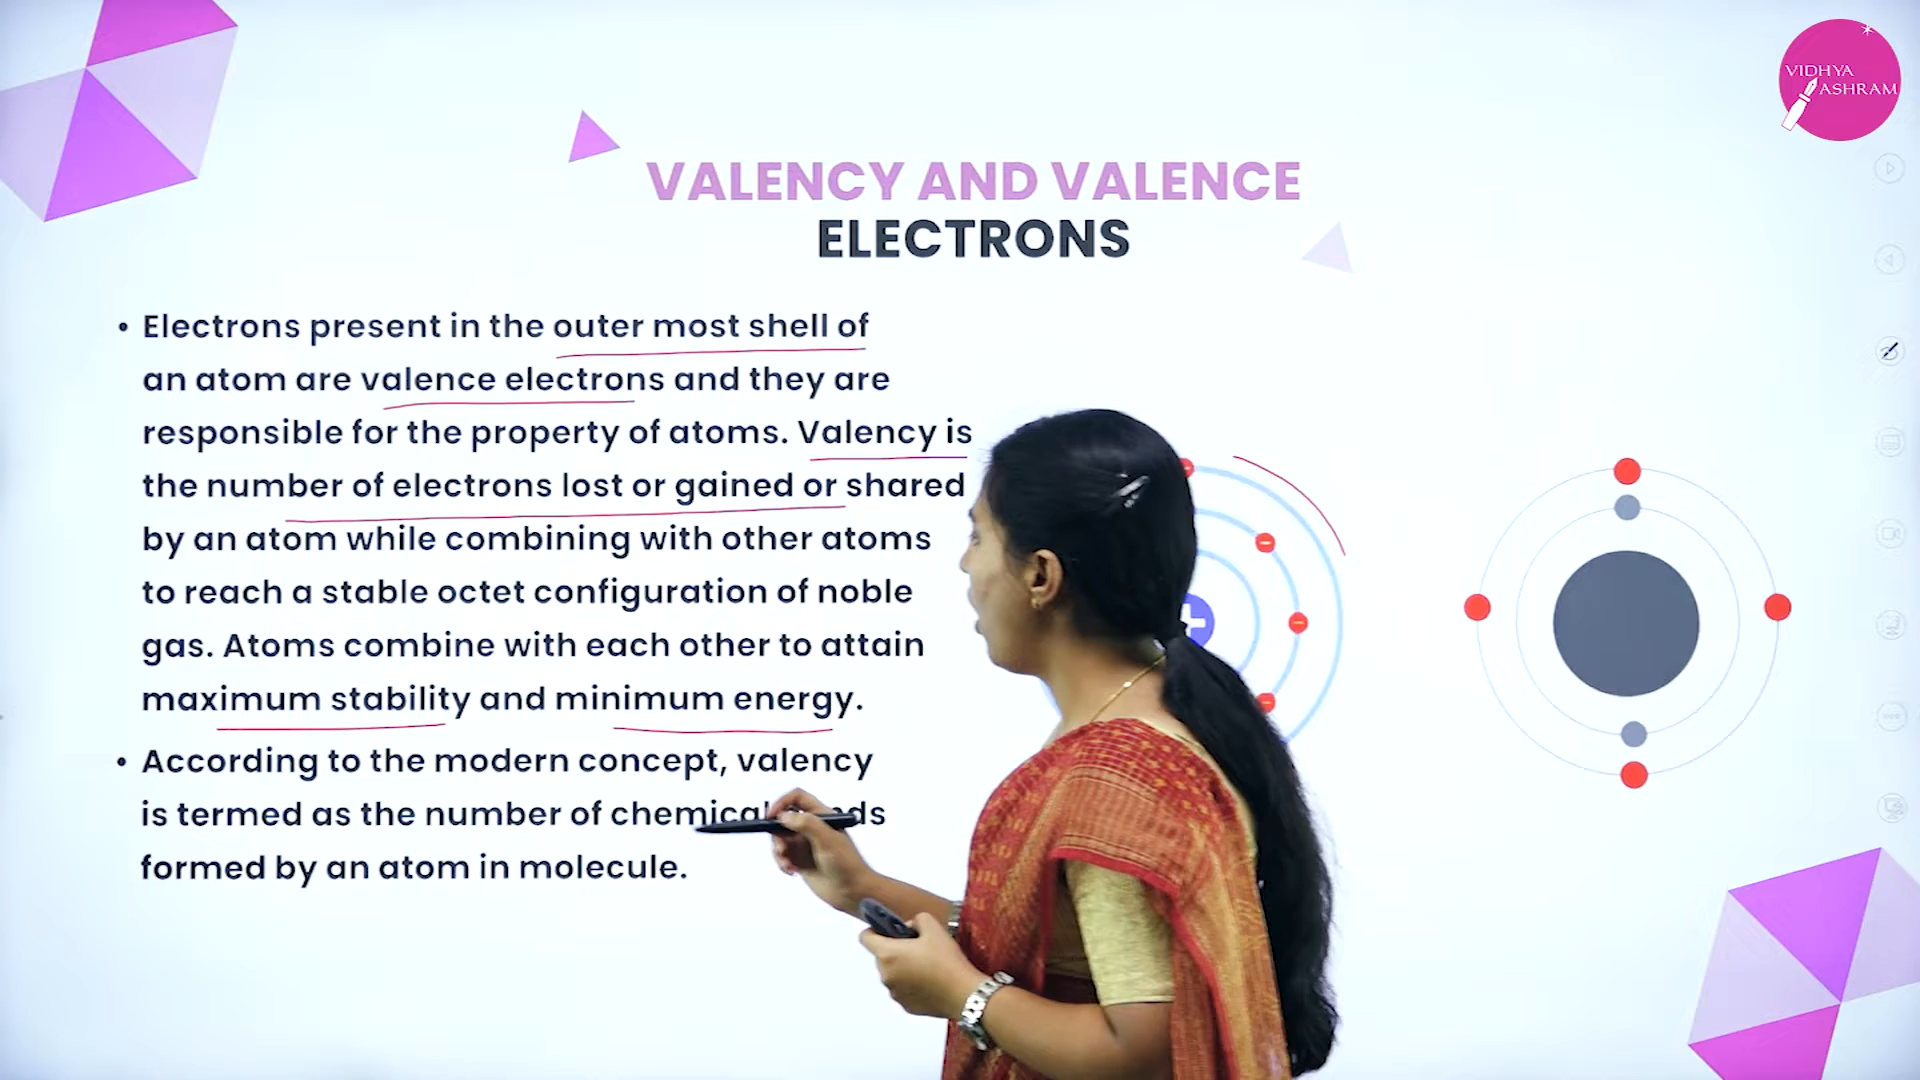 VIDHYA
ASHRAM
VALENCY AND VALENCE
ELECTRONS
• Electrons present in the outer most shell of
an atom are valence electrons and they are
responsible for the property of atoms. Valency is
the number of electrons lost or gained or shared
by an atom while combining with other atoms
to reach a stable octet configuration of noble
gas. Atoms combine with each other to attain
maximum stability and minimum energy.
• According to the modern concept, valency
is termed as the number of chemical
formed by an atom in molecule.